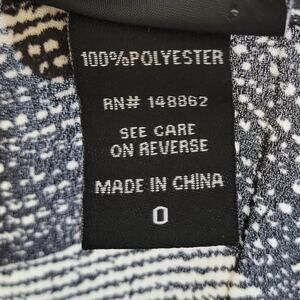 100%POLYESTER
RN# 148862
SEE CARE
ON REVERSE
MADE IN CHINA
0